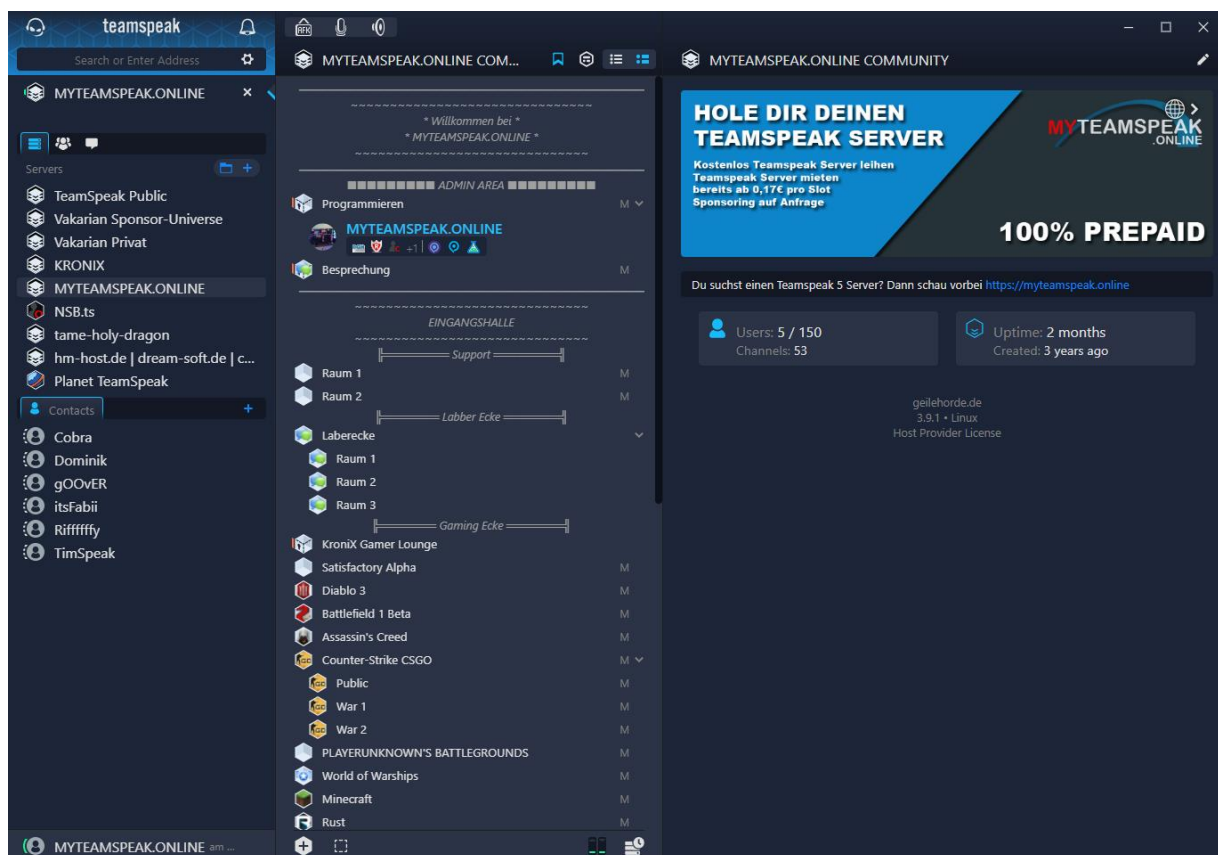 teamspeak
Search or Enter Address
MYTEAMSPEAK.ONLINE
Servers
TeamSpeak Public
Vakarian Sponsor-Universe
Vakarian Privat
KRONIX
MYTEAMSPEAK.ONLINE
NSB.ts
tame-holy-dragon
hm-host.de | dream-soft.de | c...
Planet TeamSpeak
Contacts
Cobra
Dominik
gOOvER
itsFabii
Riffffffy
TimSpeak
MYTEAMSPEAK.ONLINE am ...
AFK
MYTEAMSPEAK.ONLINE COM...
~~~~~~~~~~~~~~~~~~~~~~~~~~~~~~
* Willkommen bei *
* MYTEAMSPEAK.ONLINE *
~~~~~~~~~~~~~~~~~~~~~~~~~~~~~
■■■■■■■■■ ADMIN AREA ■■■■■■■■■
Programmieren M
MYTEAMSPEAK.ONLINE
+1
Besprechung M
~~~~~~~~~~~~~~~~~~~~~~~~~~~~~
EINGANGSHALLE
~~~~~~~~~~~~~~~~~~~~~~~~~~~~~
╠═══════ Support ═══════╣
Raum 1 M
Raum 2 M
╠═══════ Labber Ecke ═══════╣
Laberecke
Raum 1
Raum 2
Raum 3
╠═══════ Gaming Ecke ═══════╣
KroniX Gamer Lounge
Satisfactory Alpha M
Diablo 3 M
Battlefield 1 Beta M
Assassin's Creed M
Counter-Strike CSGO M
Public M
War 1 M
War 2 M
PLAYERUNKNOWN'S BATTLEGROUNDS M
World of Warships M
Minecraft M
Rust M
MYTEAMSPEAK.ONLINE COMMUNITY
HOLE DIR DEINEN
TEAMSPEAK SERVER
Kostenlos Teamspeak Server leihen
Teamspeak Server mieten
bereits ab 0,17€ pro Slot
Sponsoring auf Anfrage
MYTEAMSPEAK
.ONLINE
100% PREPAID
Du suchst einen Teamspeak 5 Server? Dann schau vorbei https://myteamspeak.online
Users: 5 / 150
Channels: 53
Uptime: 2 months
Created: 3 years ago
geilehorde.de
3.9.1 • Linux
Host Provider License